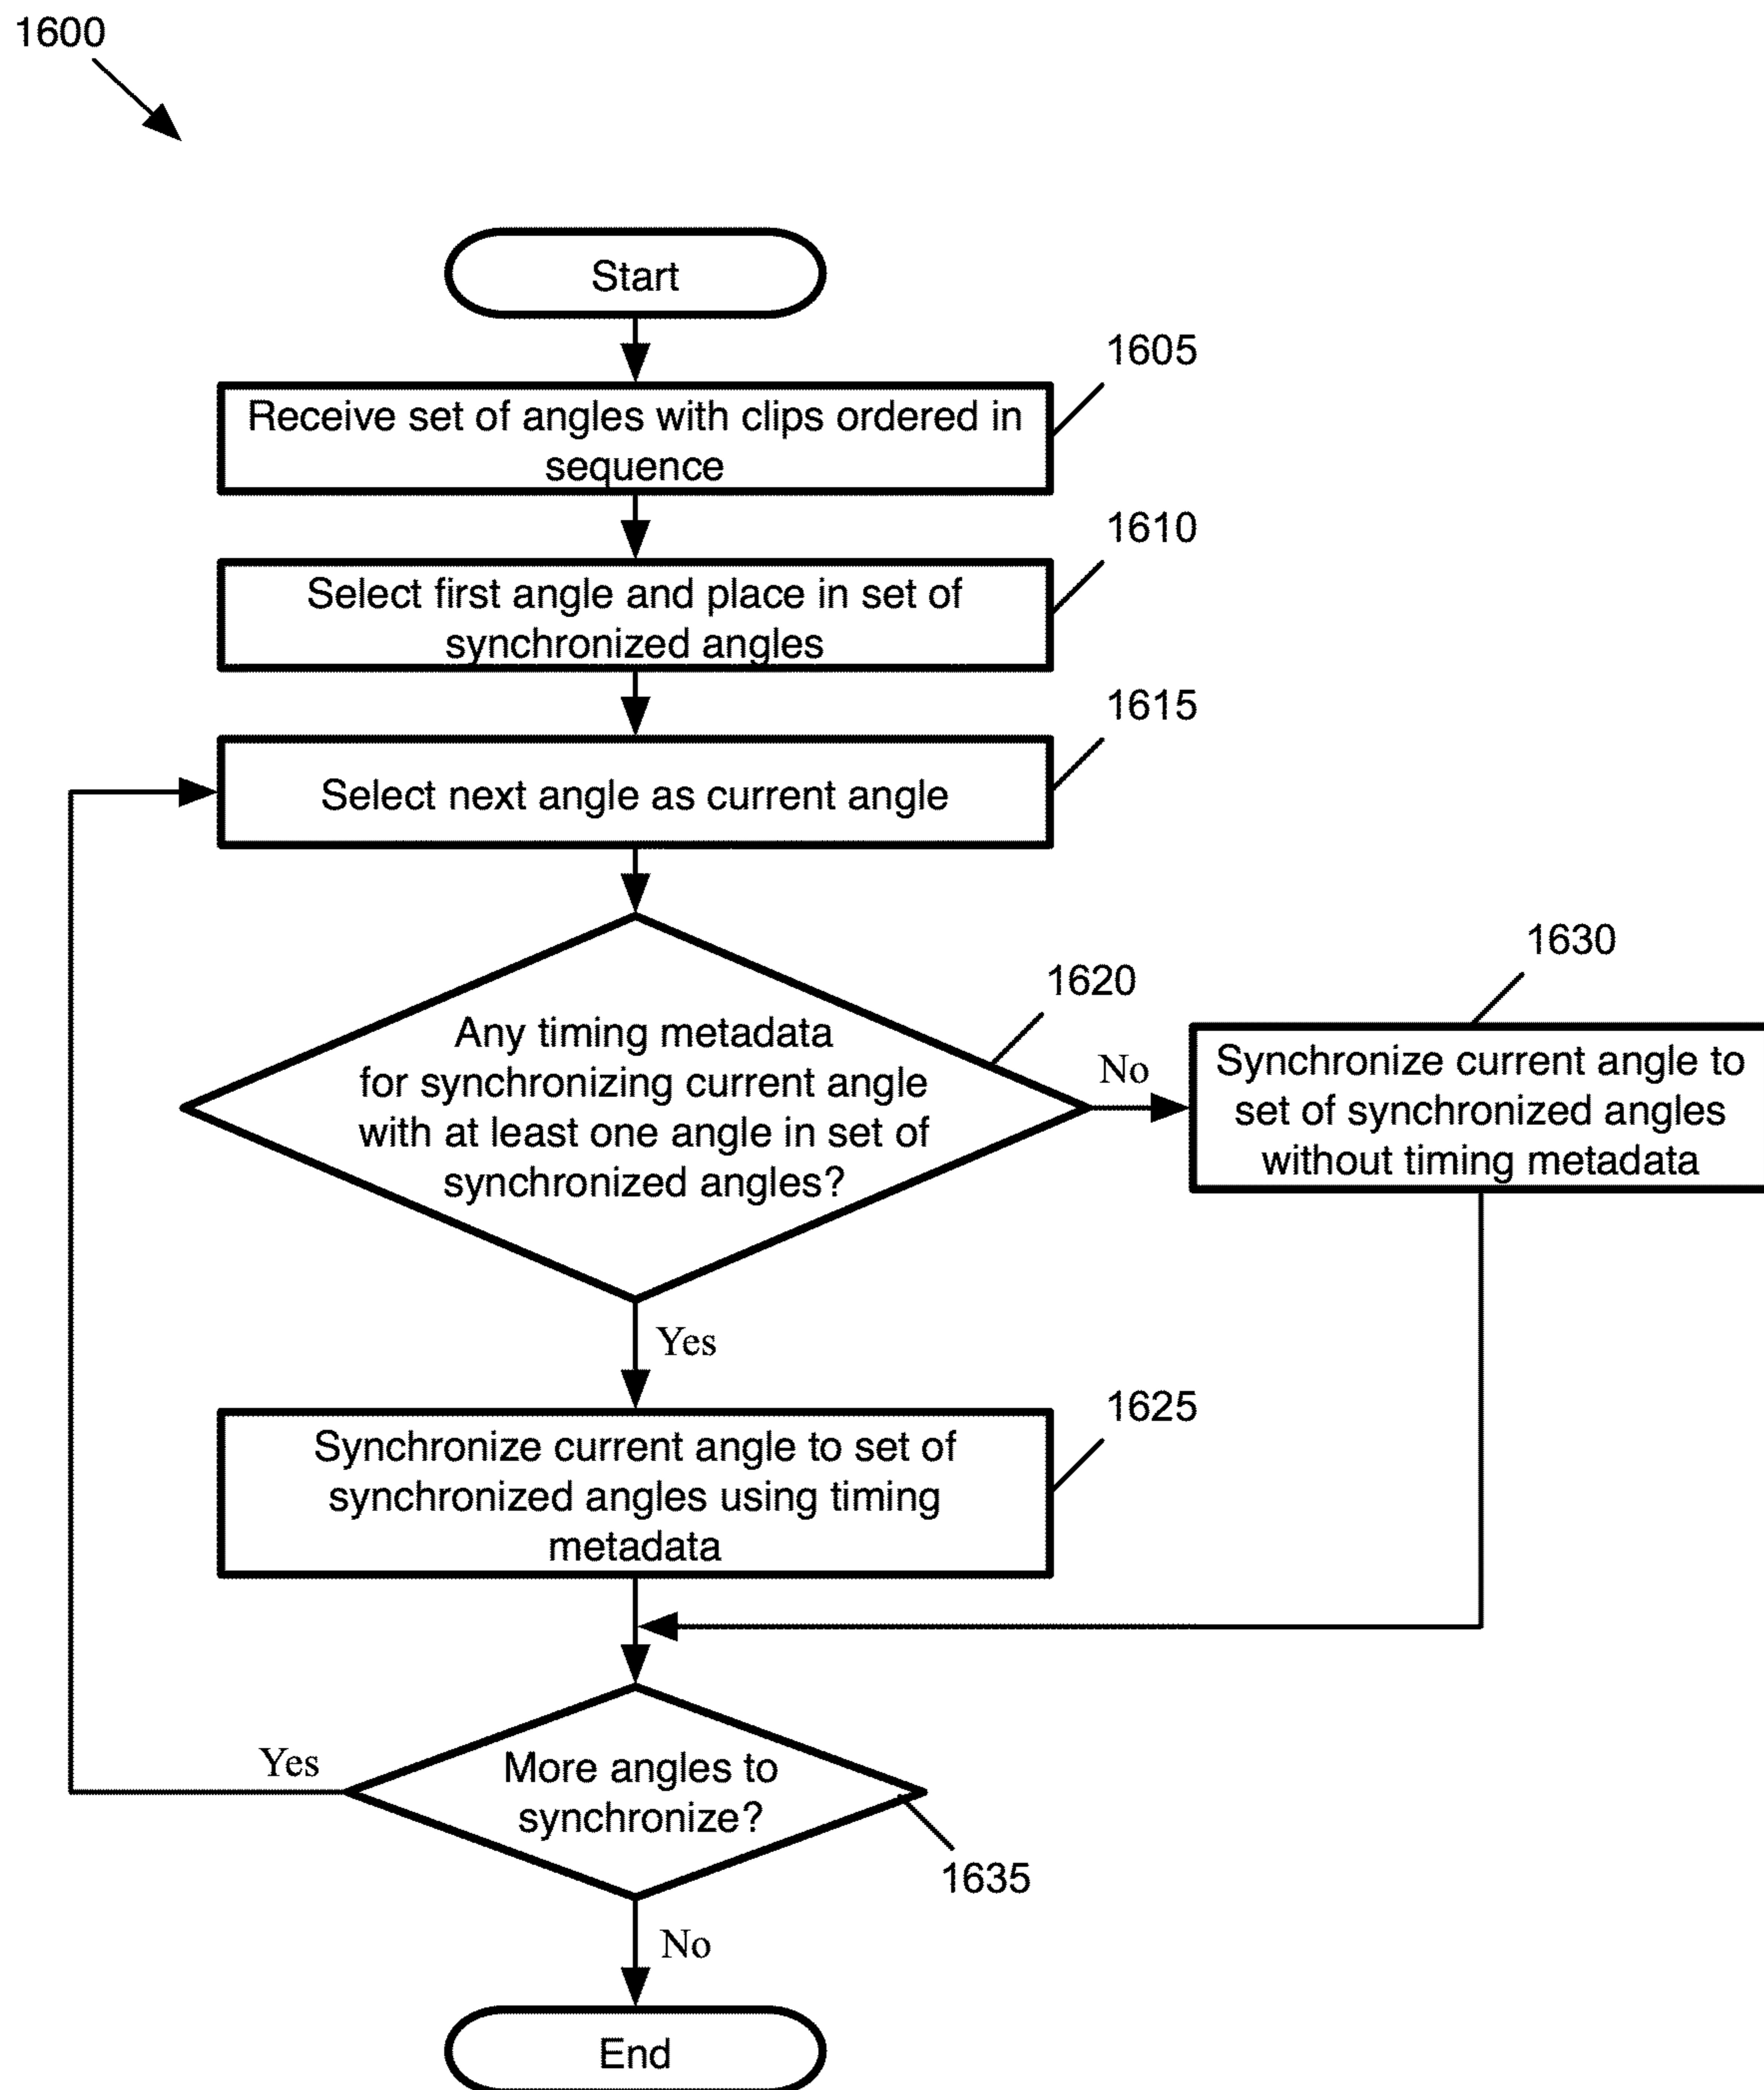 1600
Start
1605
Receive set of angles with clips ordered in
sequence
1610
Select first angle and place in set of
synchronized angles
1615
Select next angle as current angle
1620
Any timing metadata
for synchronizing current angle
with at least one angle in set of
synchronized angles?
No
1630
Synchronize current angle to
set of synchronized angles
without timing metadata
Yes
1625
Synchronize current angle to set of
synchronized angles using timing
metadata
More angles to
synchronize?
Yes
1635
No
End